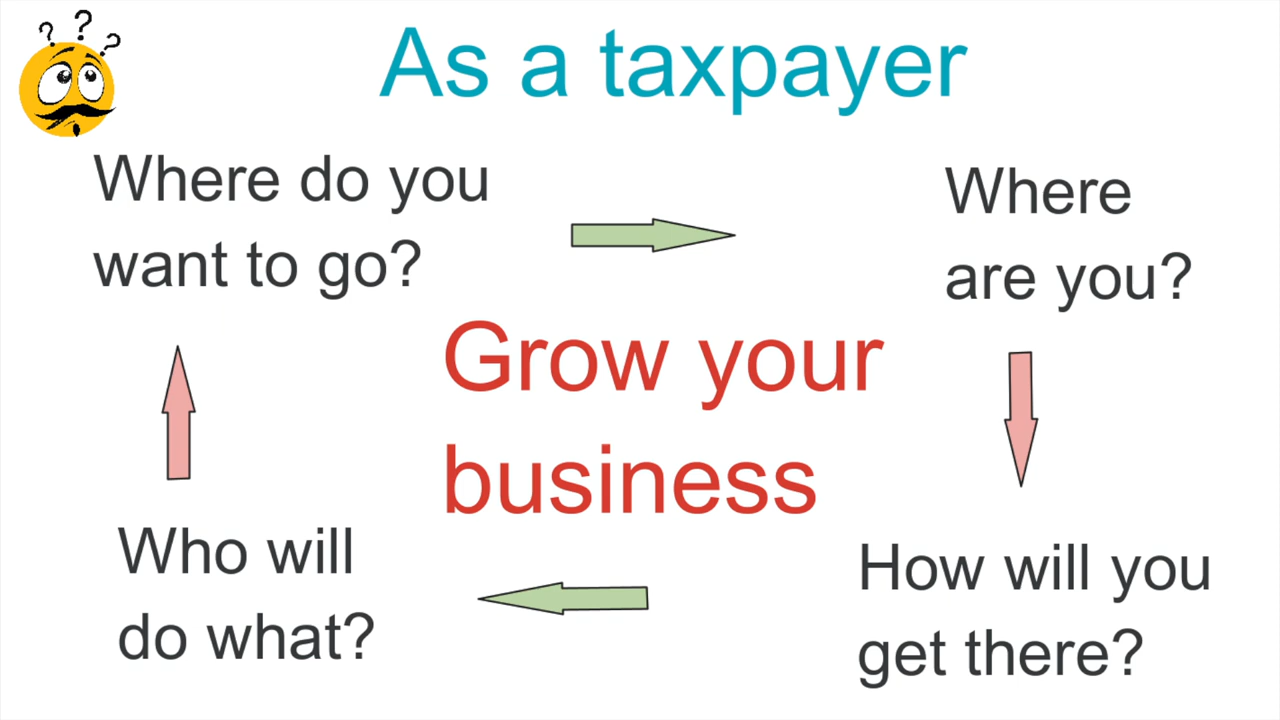 ? ? ?
As a taxpayer
Where do you
want to go?
Where
are you?
Grow your
business
Who will
do what?
How will you
get there?